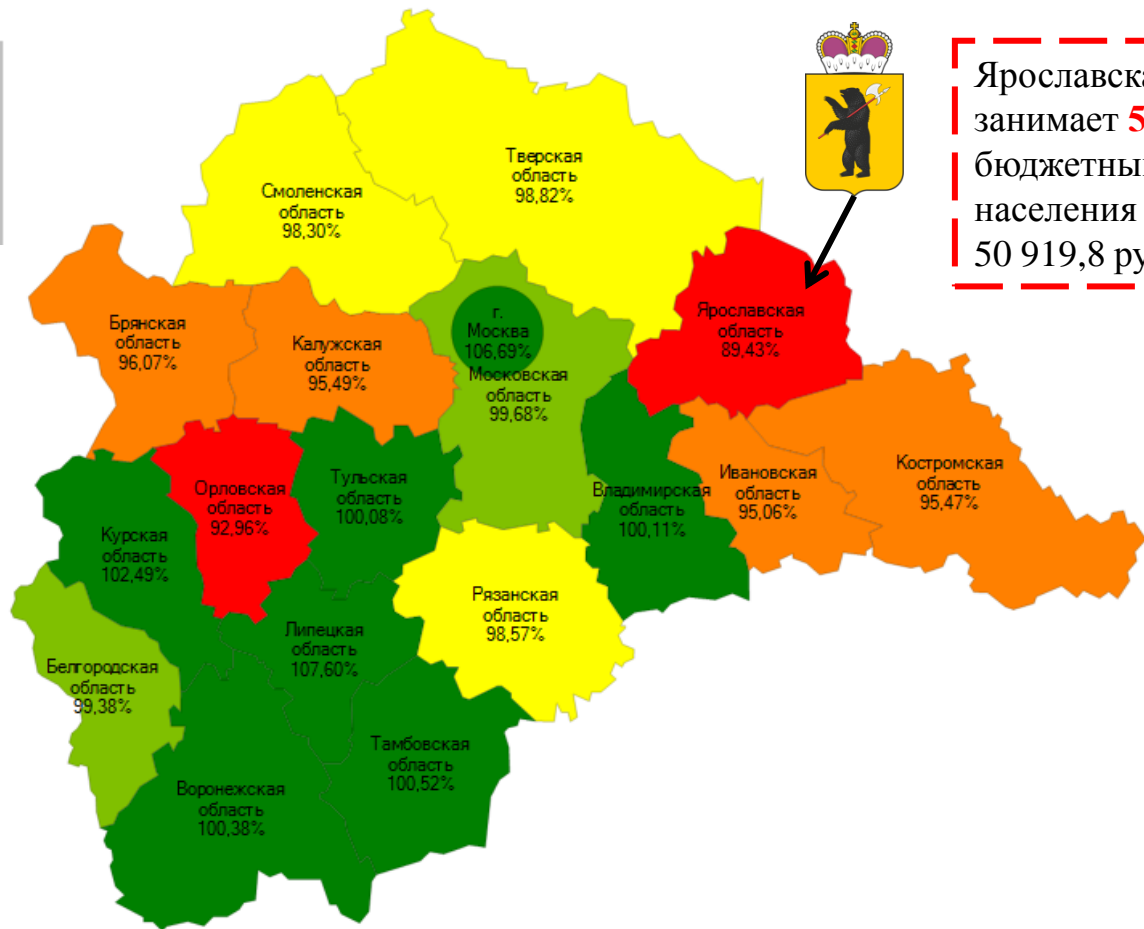 Ярославска
занимает 5
бюджетны
населения
50 919,8 ру
Тверская
область
98,82%
Смоленская
область
98,30%
Ярославская
область
89,43%
г.
Москва
106,69%
Московская
область
99,68%
Брянская
область
96,07%
Калужская
область
95,49%
Костромская
область
95,47%
Ивановская
область
95,06%
Владимирская
область
100,11%
Тульская
область
100,08%
Орловская
область
92,96%
Курская
область
102,49%
Рязанская
область
98,57%
Липецкая
область
107,60%
Белгородская
область
99,38%
Тамбовская
область
100,52%
Воронежская
область
100,38%